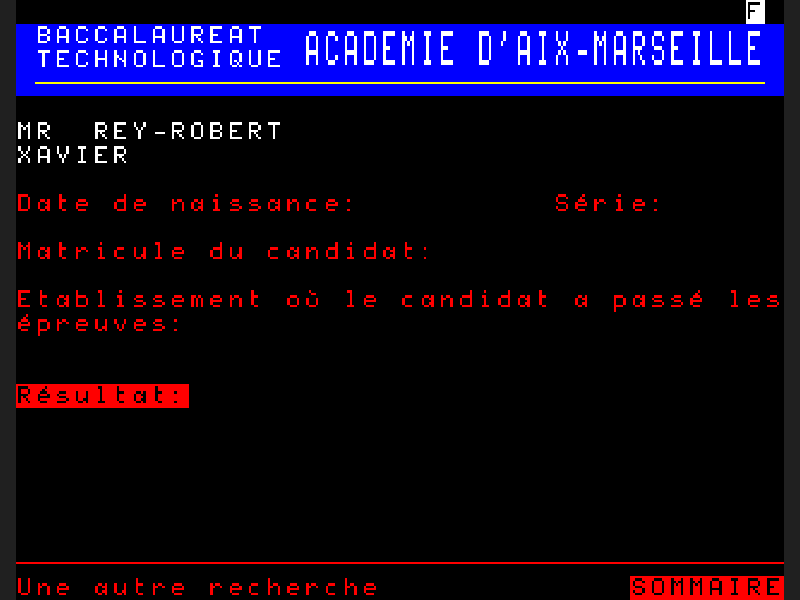 F
BACCALAUREAT
TECHNOLOGIQUE ACADEMIE D'AIX-MARSEILLE
MR REY-ROBERT
XAVIER
Date de naissance: Série:
Matricule du candidat:
Etablissement où le candidat a passé les
épreuves:
Résultat:
Une autre recherche SOMMAIRE